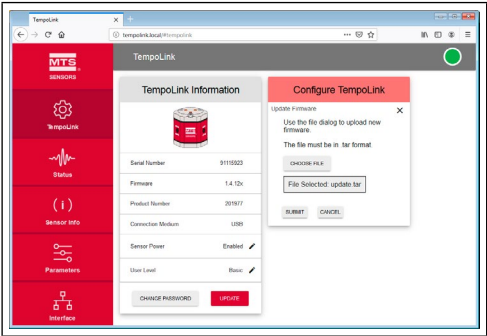 TempoLink
tempolink.local/#tempolink
MTS
SENSORS
TempoLink
TempoLink
Status
Sensor Info
Parameters
Interface
TempoLink Information
Serial Number 91115923
Firmware 1.4.12x
Product Number 201977
Connection Medium USB
Sensor Power Enabled
User Level Basic
CHANGE PASSWORD UPDATE
Configure TempoLink
Update Firmware
Use the file dialog to upload new
firmware.
The file must be in .tar format
CHOOSE FILE
File Selected: update.tar
SUBMIT CANCEL